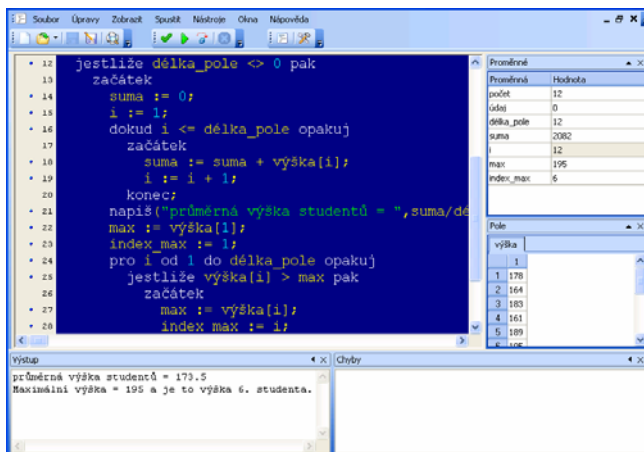 Soubor Úpravy Zobrazit Spustit Nástroje Okna Nápověda
12 jestliže délka_pole <> 0 pak
13 začátek
14 suma := 0;
15 i := 1;
16 dokud i <= délka_pole opakuj
17 začátek
18 suma := suma + výška[i];
19 i := i + 1;
20 konec;
21 napiš("průměrná výška studentů = ",suma/dé
22 max := výška[1];
23 index_max := 1;
24 pro i od 1 do délka_pole opakuj
25 jestliže výška[i] > max pak
26 začátek
27 max := výška[i];
28 index_max := i;
Proměnné
Proměnná Hodnota
počet 12
údaj 0
délka_pole 12
suma 2082
i 12
max 195
index_max 6
Pole
výška
1
1 178
2 164
3 183
4 161
5 189
6 195
Výstup
průměrná výška studentů = 173.5
Maximální výška = 195 a je to výška 6. studenta.
Chyby